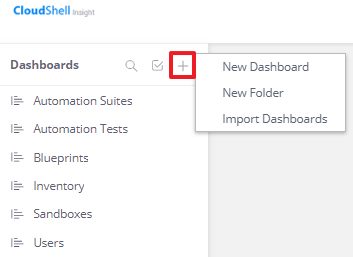 CloudShell Insight
Dashboards
New Dashboard
New Folder
Import Dashboards
Automation Suites
Automation Tests
Blueprints
Inventory
Sandboxes
Users